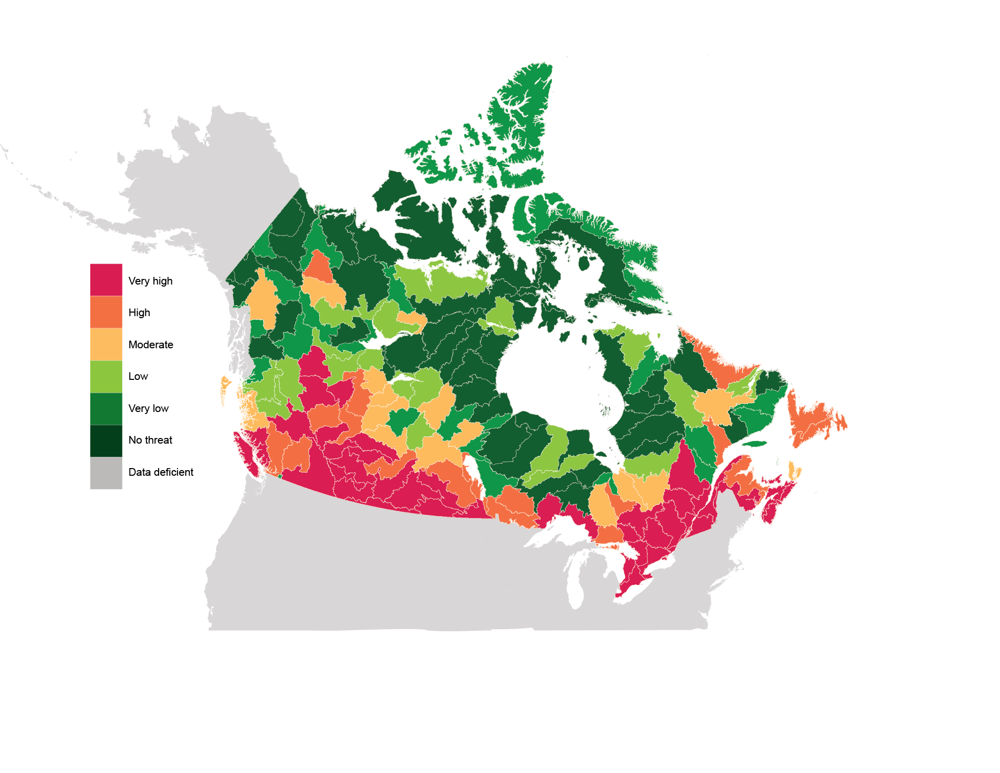 Very high
High
Moderate
Low
Very low
No threat
Data deficient